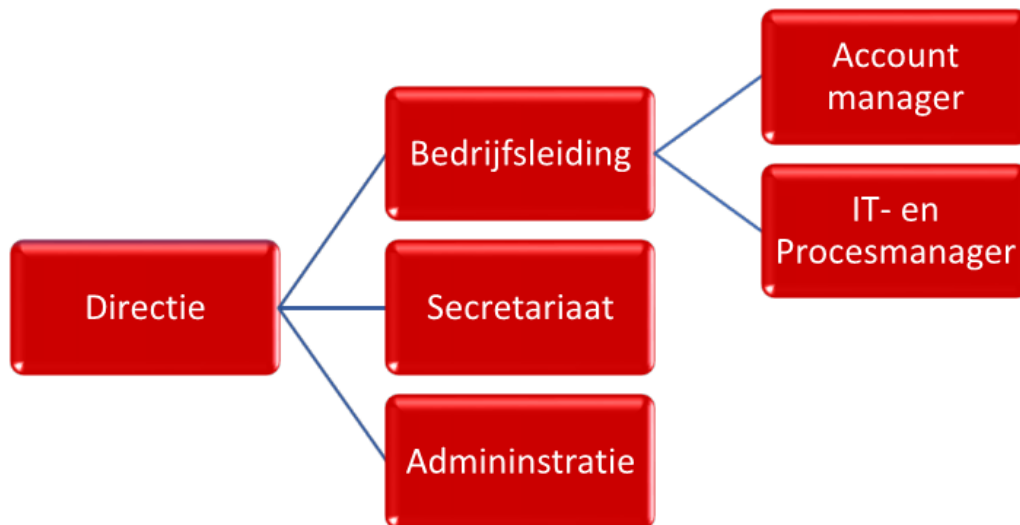 Account
manager
Bedrijfsleiding
IT- en
Procesmanager
Directie
Secretariaat
Admininstratie